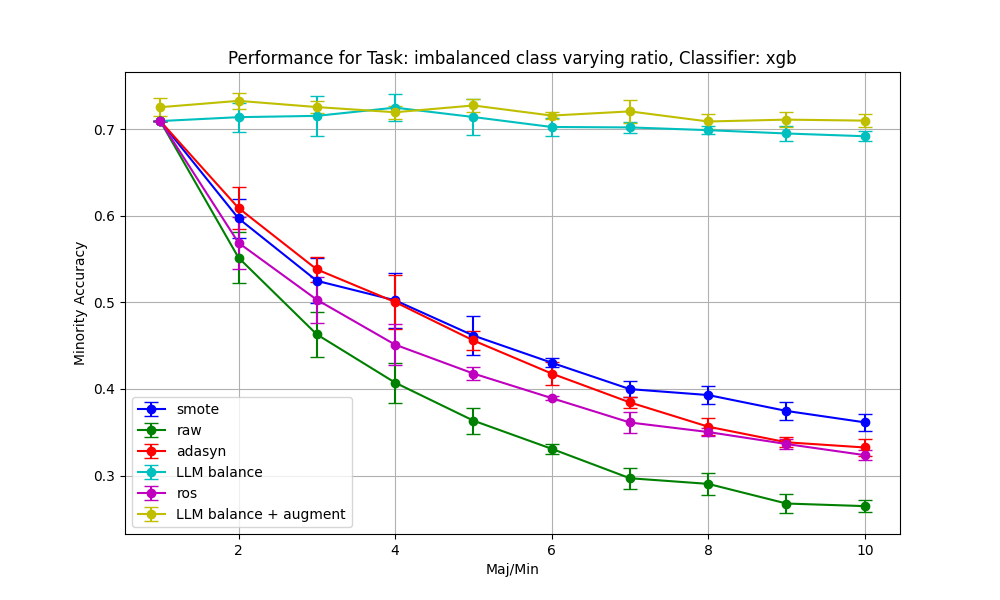 Performance for Task: imbalanced class varying ratio, Classifier: xgb
Minority Accuracy
0.7
0.6
0.5
0.4
0.3
smote
raw
adasyn
LLM balance
ros
LLM balance + augment
2
4
6
8
10
Maj/Min